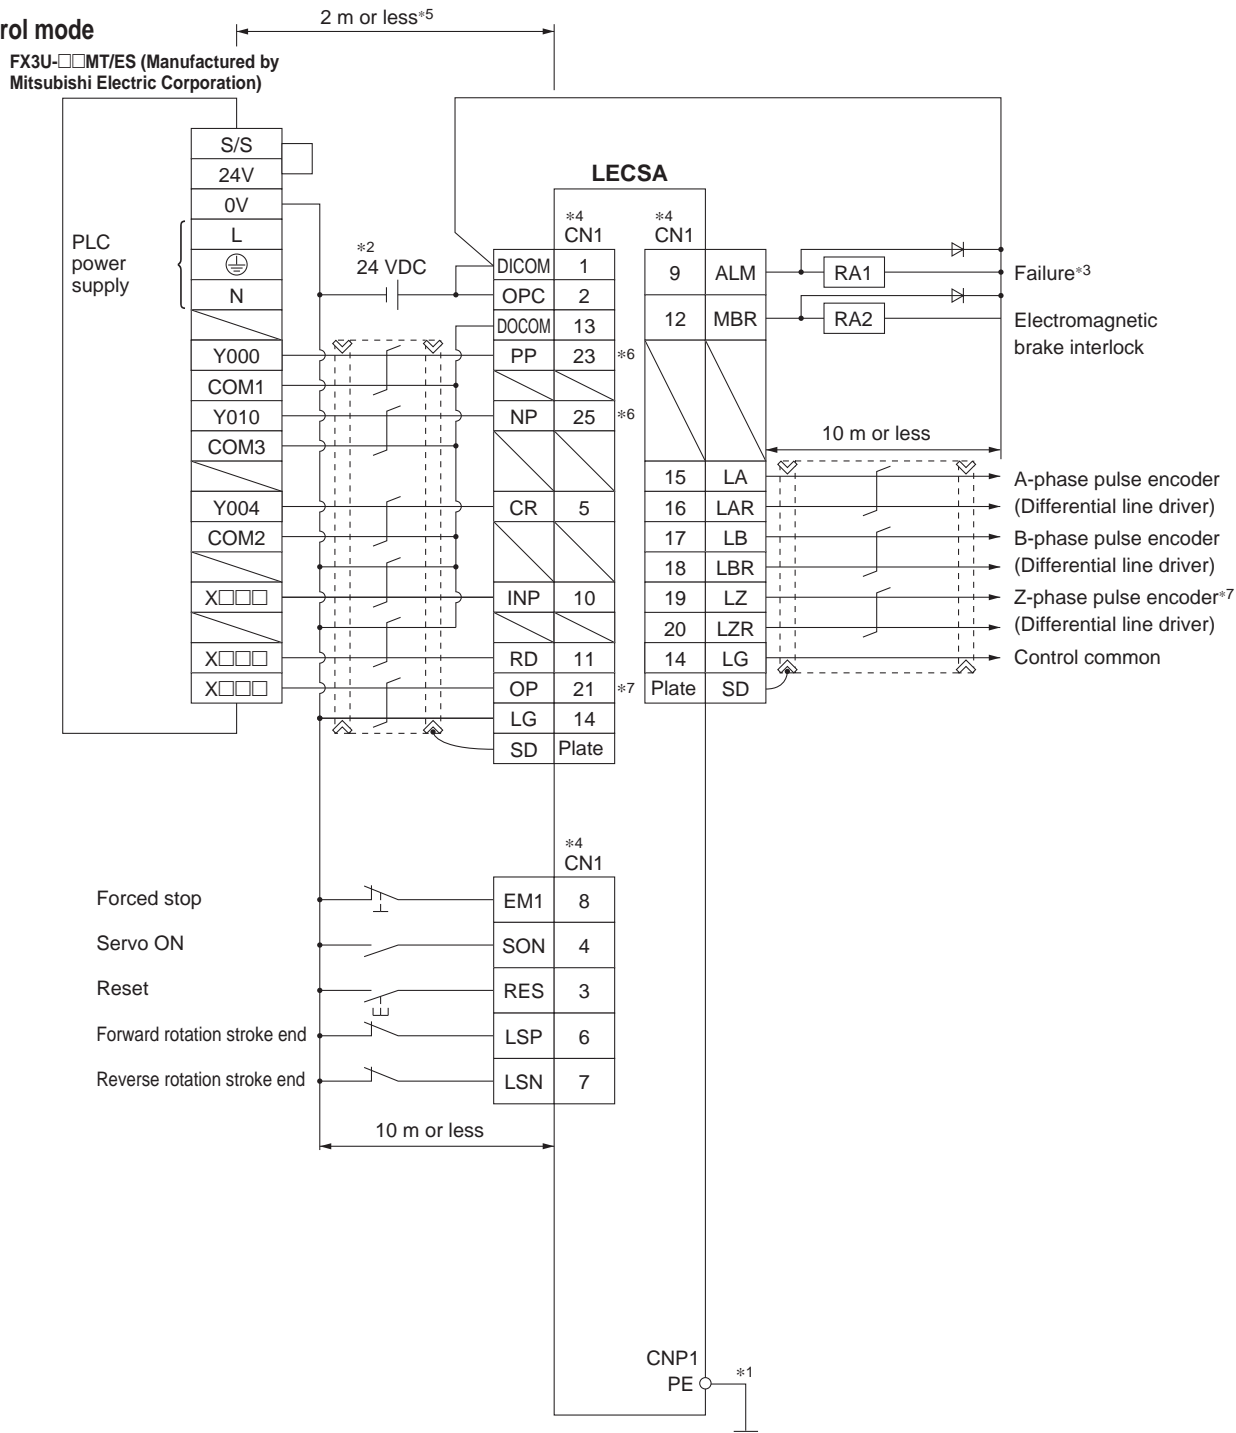 rol mode
2 m or less*5
FX3U-□□MT/ES (Manufactured by
Mitsubishi Electric Corporation)
S/S
24V
0V
L
N
PLC
power
supply
Y000
COM1
Y010
COM3
Y004
COM2
X□□□
X□□□
X□□□
*2
24 VDC
LECSA
*4
CN1
DICOM 1
OPC 2
DOCOM 13
PP 23 *6
NP 25 *6
CR 5
INP 10
RD 11
OP 21 *7
LG 14
SD Plate
*4
CN1
9 ALM
12 MBR
15 LA
16 LAR
17 LB
18 LBR
19 LZ
20 LZR
14 LG
Plate SD
RA1
RA2
Failure*3
Electromagnetic
brake interlock
10 m or less
A-phase pulse encoder
(Differential line driver)
B-phase pulse encoder
(Differential line driver)
Z-phase pulse encoder*7
(Differential line driver)
Control common
*4
CN1
Forced stop
EM1 8
Servo ON
SON 4
Reset
RES 3
Forward rotation stroke end
LSP 6
Reverse rotation stroke end
LSN 7
10 m or less
CNP1
PE
*1